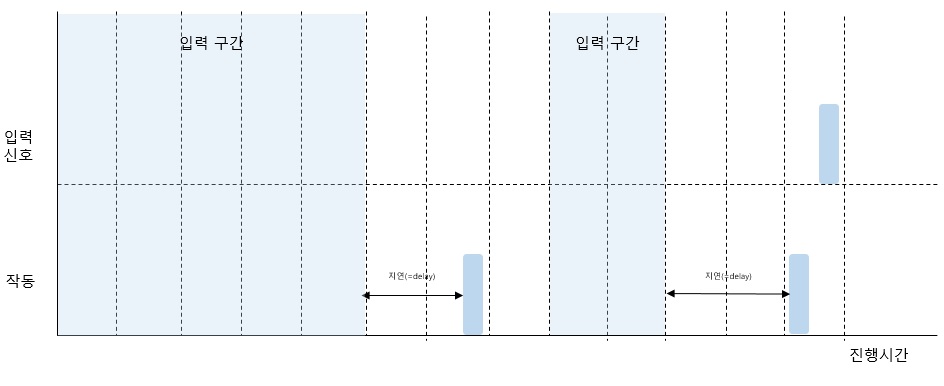 입력 구간
입력 구간
입력
신호
작동
지연(=delay)
지연(=delay)
진행시간